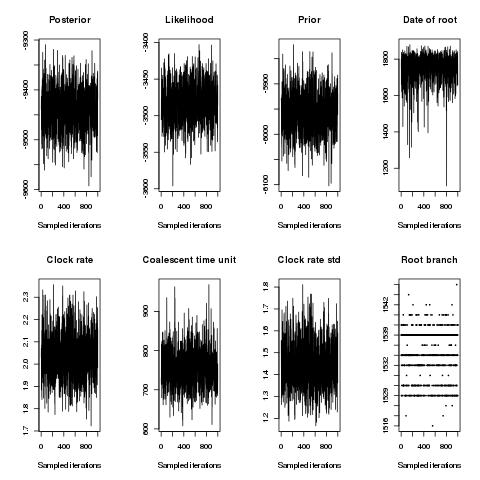 Posterior Likelihood Prior Date of root
-9300 -9400 -9500 -9600
-3400 -3450 -3500 -3550 -3600
-5900 -6000 -6100
1800 1600 1400 1200
0 400 800 0 400 800 0 400 800 0 400 800
Sampled iterations Sampled iterations Sampled iterations Sampled iterations
Clock rate Coalescent time unit Clock rate std Root branch
2.3 2.2 2.1 2.0 1.9 1.8 1.7
900 800 700 600
1.8 1.7 1.6 1.5 1.4 1.3 1.2
1542 1539 1532 1529 1516
0 400 800 0 400 800 0 400 800 0 400 800
Sampled iterations Sampled iterations Sampled iterations Sampled iterations